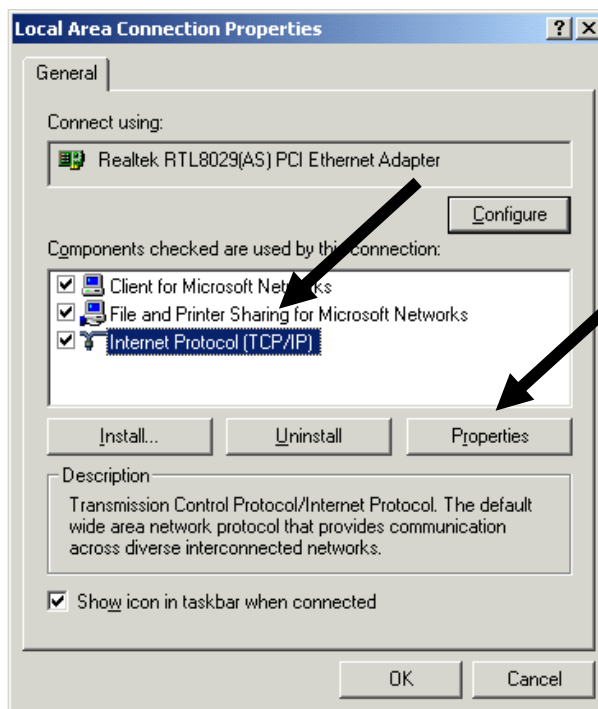 Local Area Connection Properties
General
Connect using:
Realtek RTL8029(AS) PCI Ethernet Adapter
Configure
Components checked are used by this connection:
Client for Microsoft Networks
File and Printer Sharing for Microsoft Networks
Internet Protocol (TCP/IP)
Install... Uninstall Properties
Description
Transmission Control Protocol/Internet Protocol. The default
wide area network protocol that provides communication
across diverse interconnected networks.
Show icon in taskbar when connected
OK Cancel